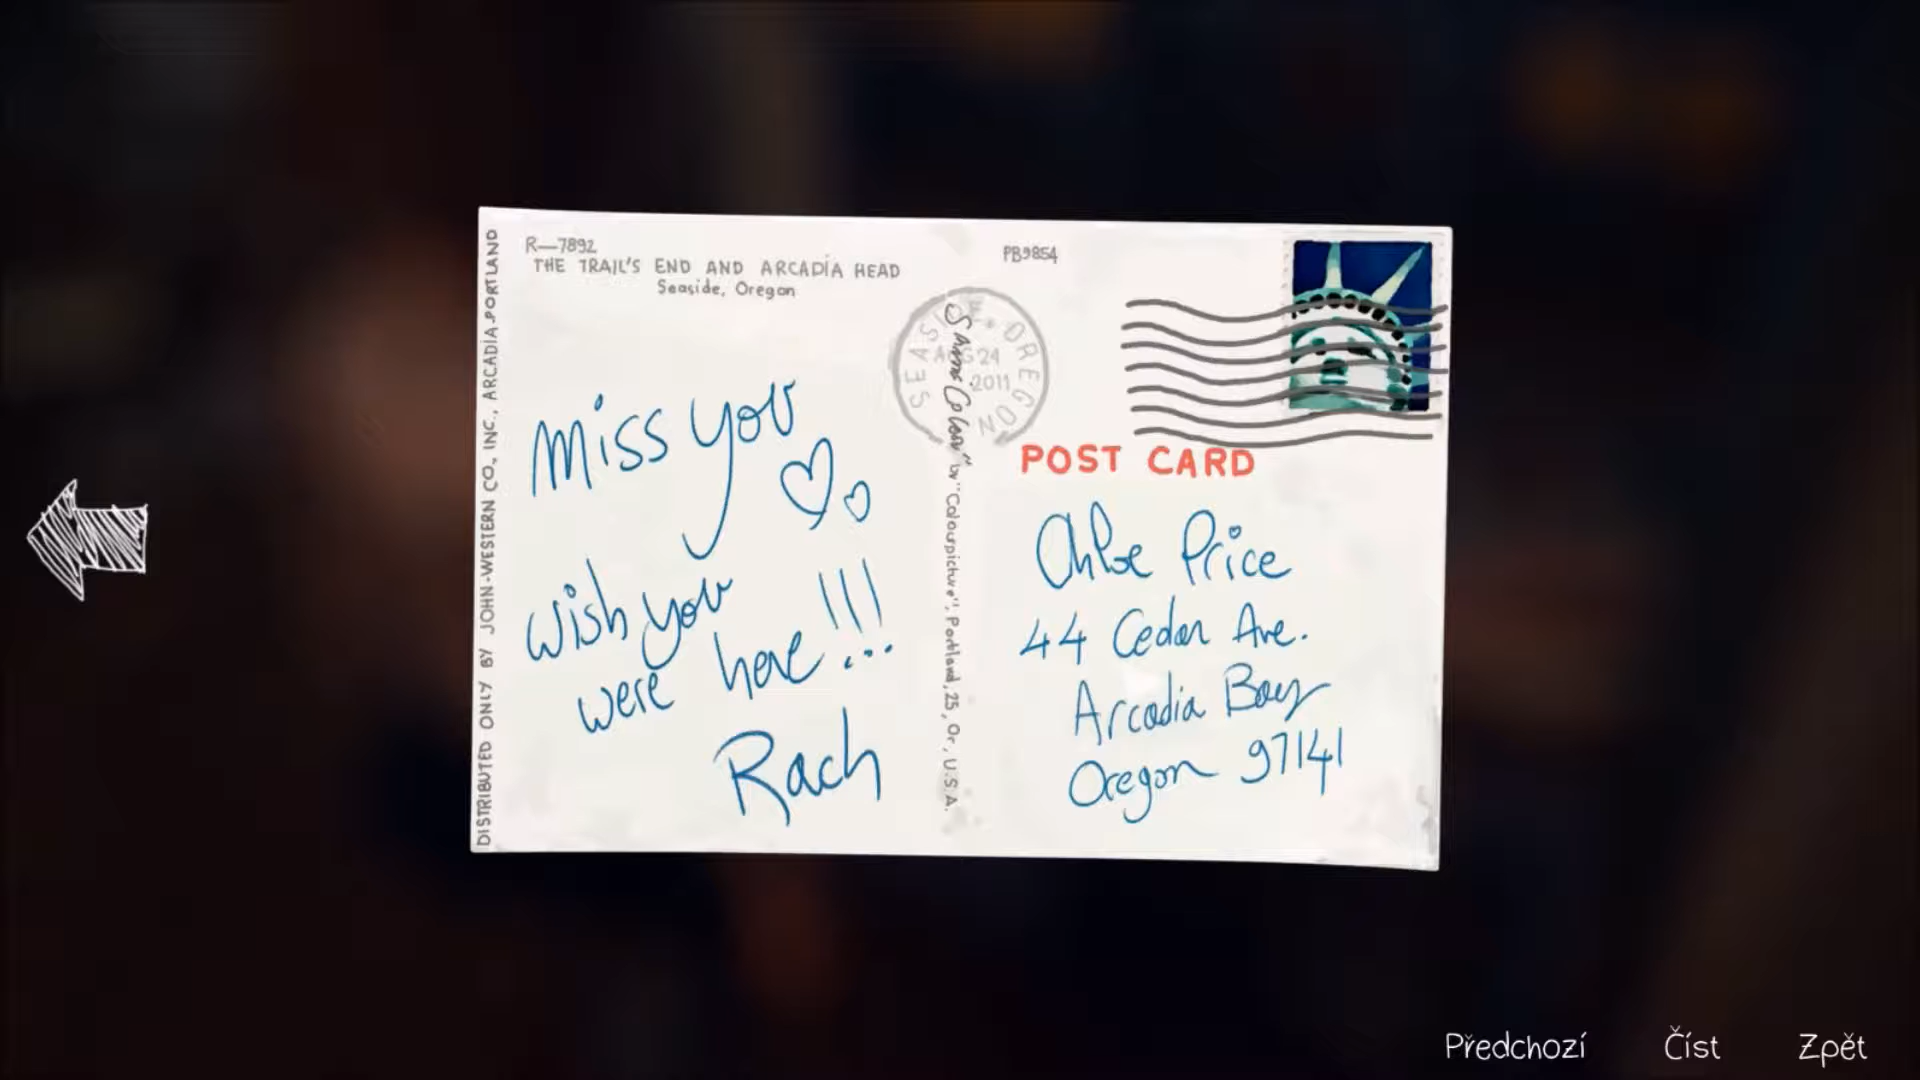 R—7892
THE TRAIL'S END AND ARCADIA HEAD
Seaside, Oregon
PB9854
DISTRIBUTED ONLY BY JOHN-WESTERN CO., INC., ARCADIA-PORTLAND
SEASIDE. OREGON
AUG 24
2011
by "Colourpicture", Portland, 25, Or, U.S.A.
POST CARD
Miss you
Wish you
were here!!!
Rach
Chloe Price
44 Cedar Ave.
Arcadia Bay
Oregon 97141
Předchozí
Číst
Zpět